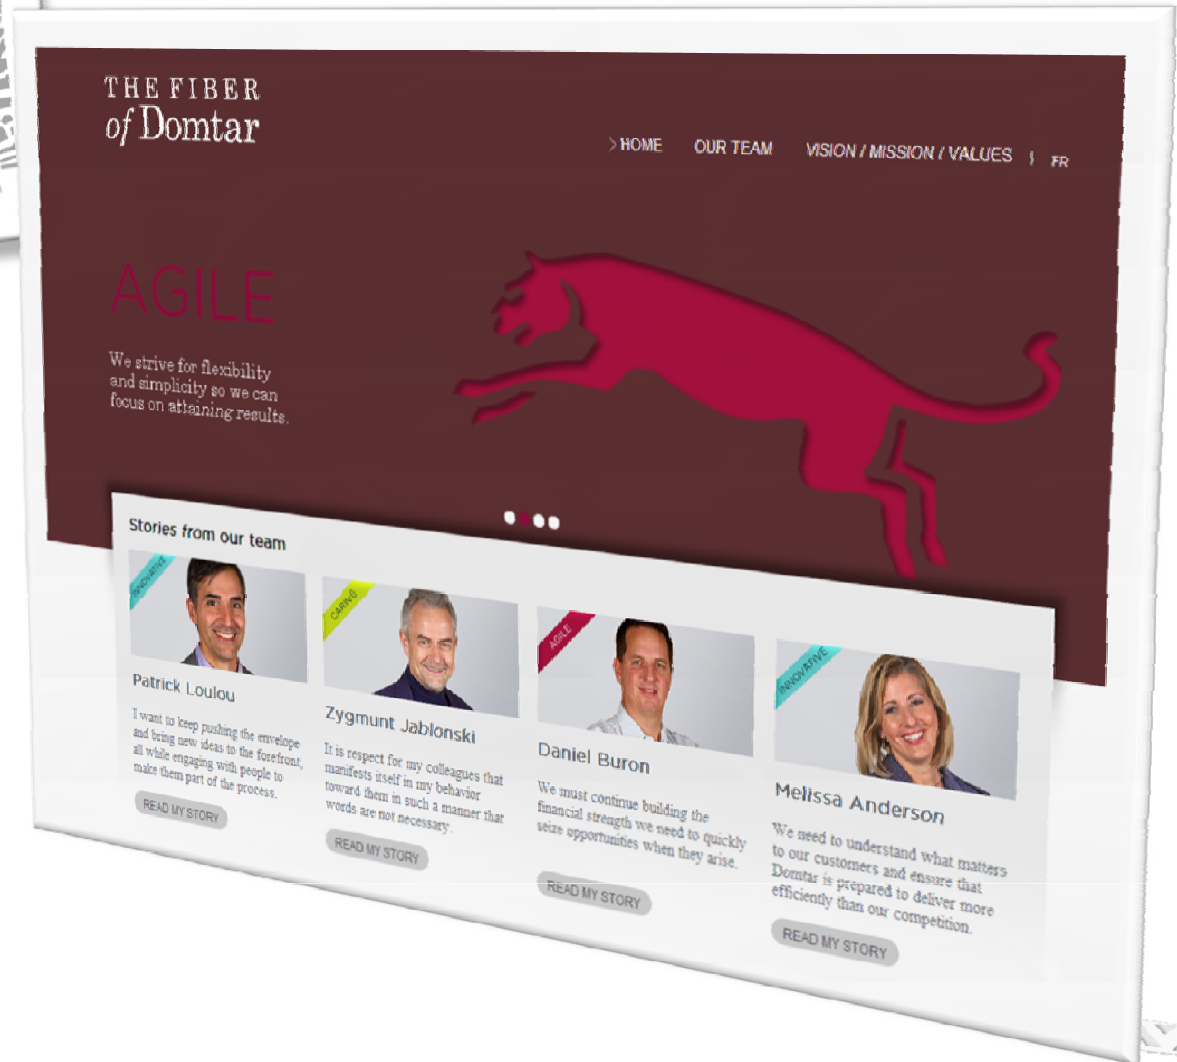 THE FIBER
of Domtar
> HOME OUR TEAM VISION / MISSION / VALUES | FR
AGILE
We strive for flexibility
and simplicity so we can
focus on attaining results.
Stories from our team
INNOVATIVE
Patrick Loulou
I want to keep pushing the envelope
and bring new ideas to the forefront,
all while engaging with people to
make them part of the process.
READ MY STORY
CARING
Zygmunt Jablonski
It is respect for my colleagues that
manifests itself in my behavior
toward them in such a manner that
words are not necessary.
READ MY STORY
AGILE
Daniel Buron
We must continue building the
financial strength we need to quickly
seize opportunities when they arise.
READ MY STORY
INNOVATIVE
Melissa Anderson
We need to understand what matters
to our customers and ensure that
Domtar is prepared to deliver more
efficiently than our competition.
READ MY STORY